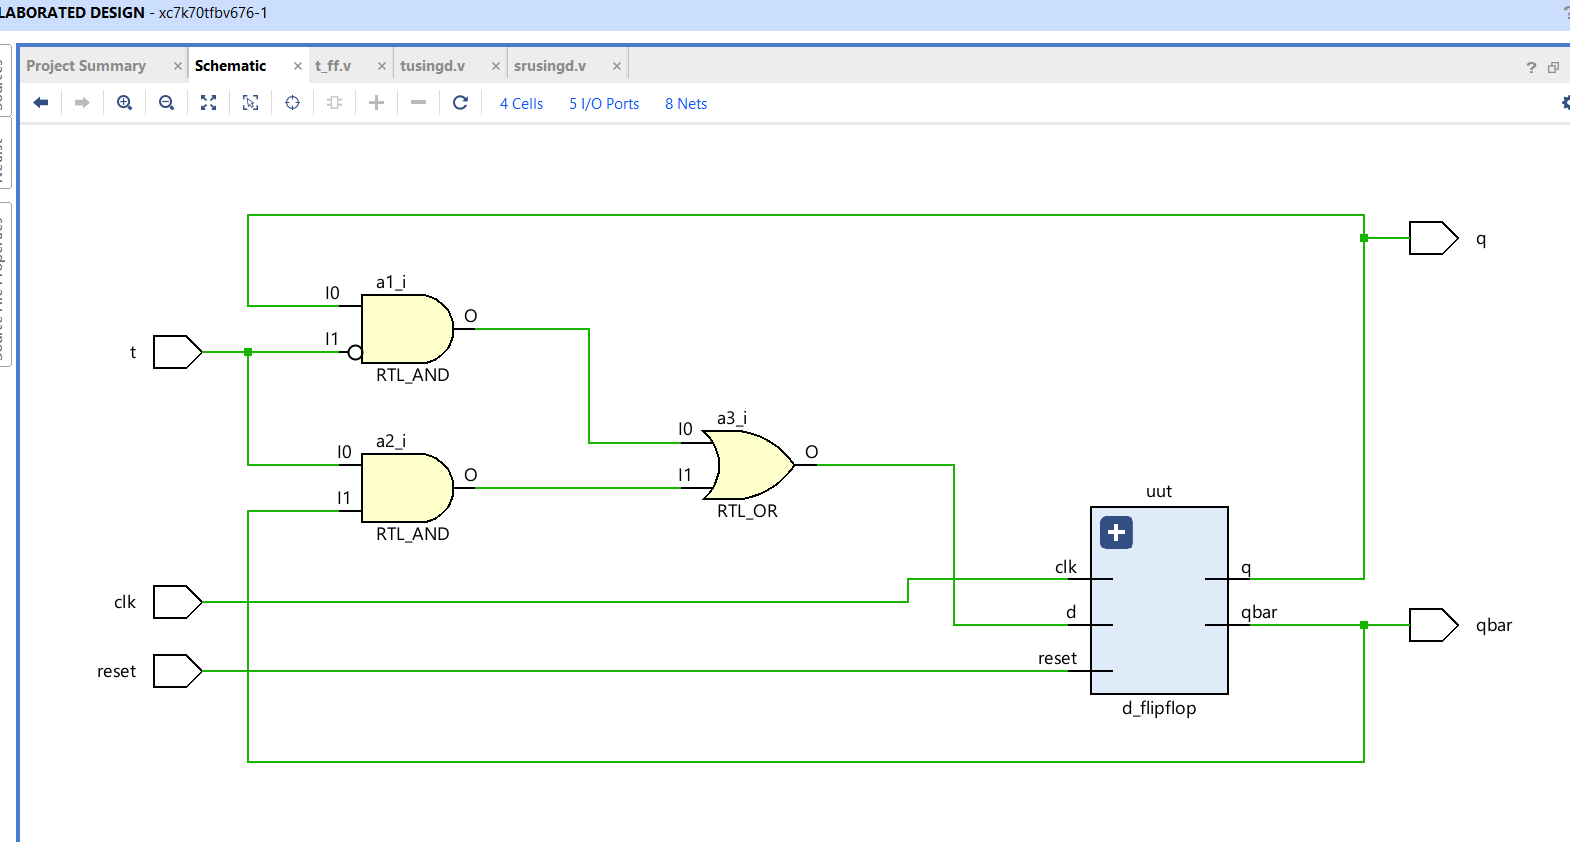 LABORATED DESIGN - xc7k70tfbv676-1
?
Project Summary × Schematic × t_ff.v × tusingd.v × srusingd.v ×
?
4 Cells 5 I/O Ports 8 Nets
q
a1_i
I0
O
I1
t
RTL_AND
a3_i
a2_i
I0
I0
O
O
I1
I1
RTL_OR
uut
RTL_AND
clk
q
clk
d
qbar
qbar
reset
reset
d_flipflop